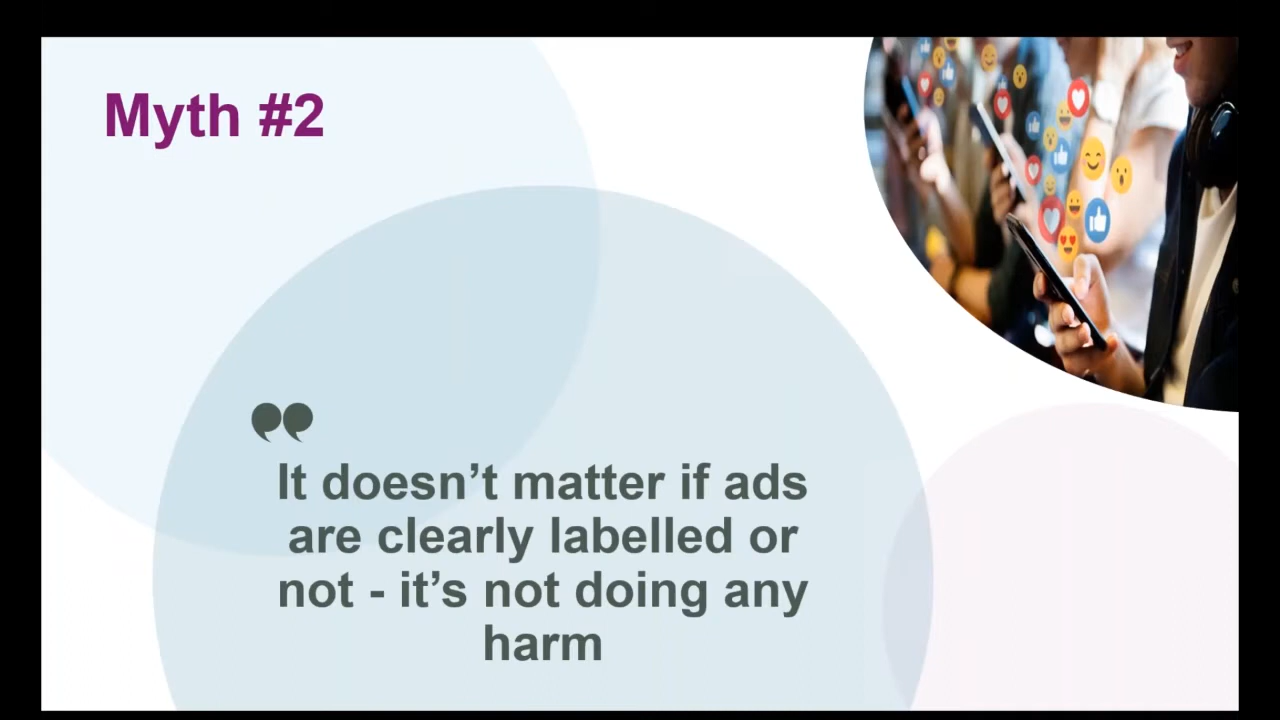 Myth #2
❟❟
It doesn’t matter if ads
are clearly labelled or
not - it’s not doing any
harm